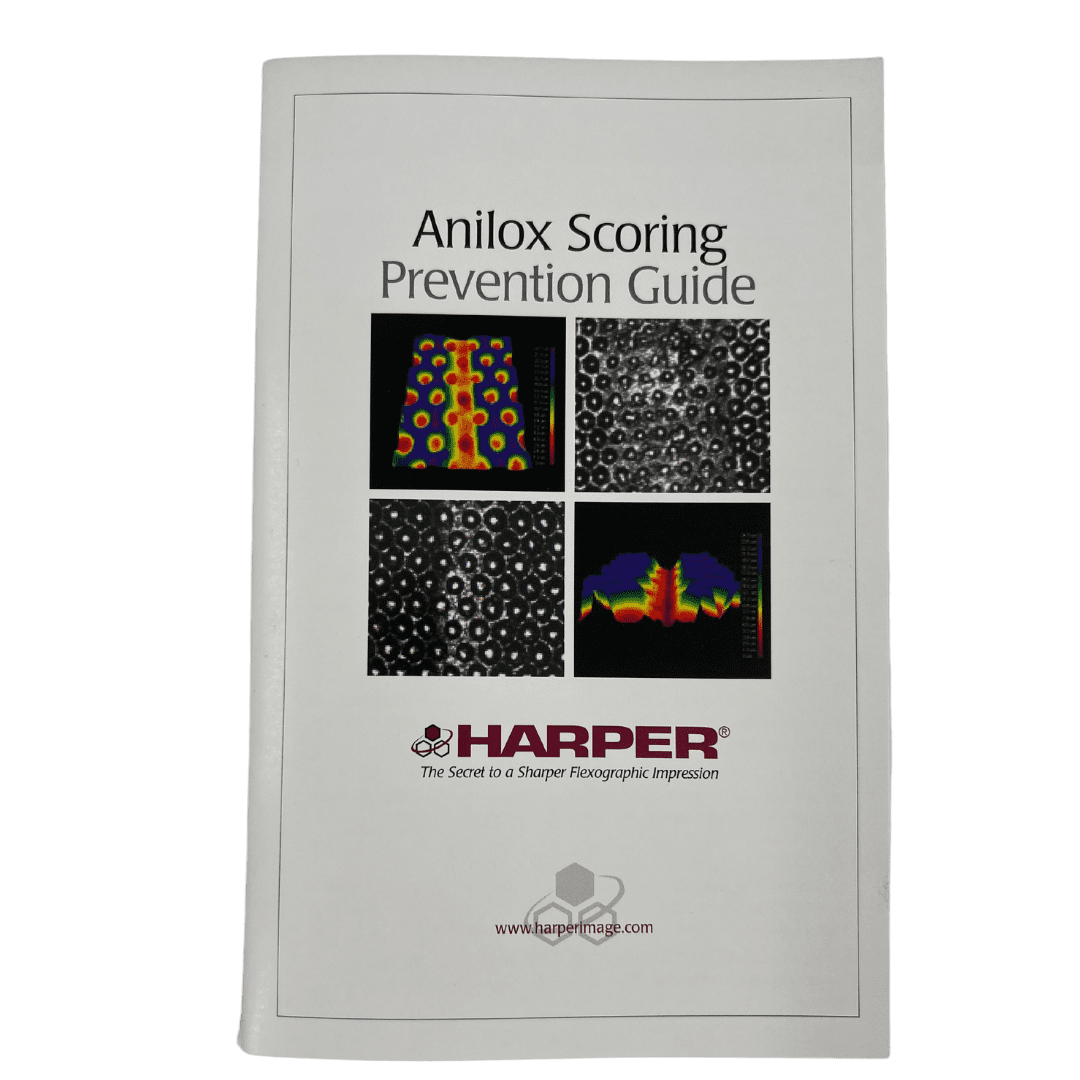 Anilox Scoring
Prevention Guide
HARPER®
The Secret to a Sharper Flexographic Impression
www.harperimage.com